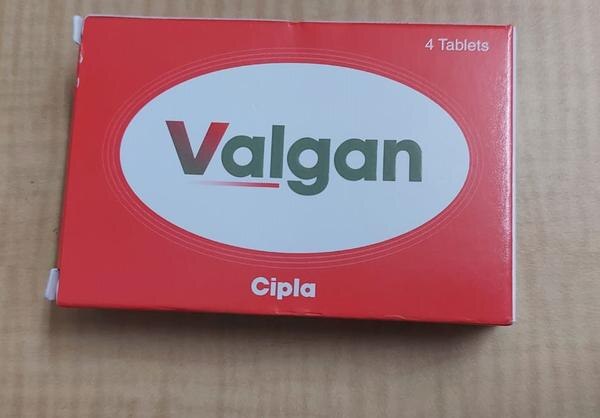 4 Tablets
Valgan
Cipla